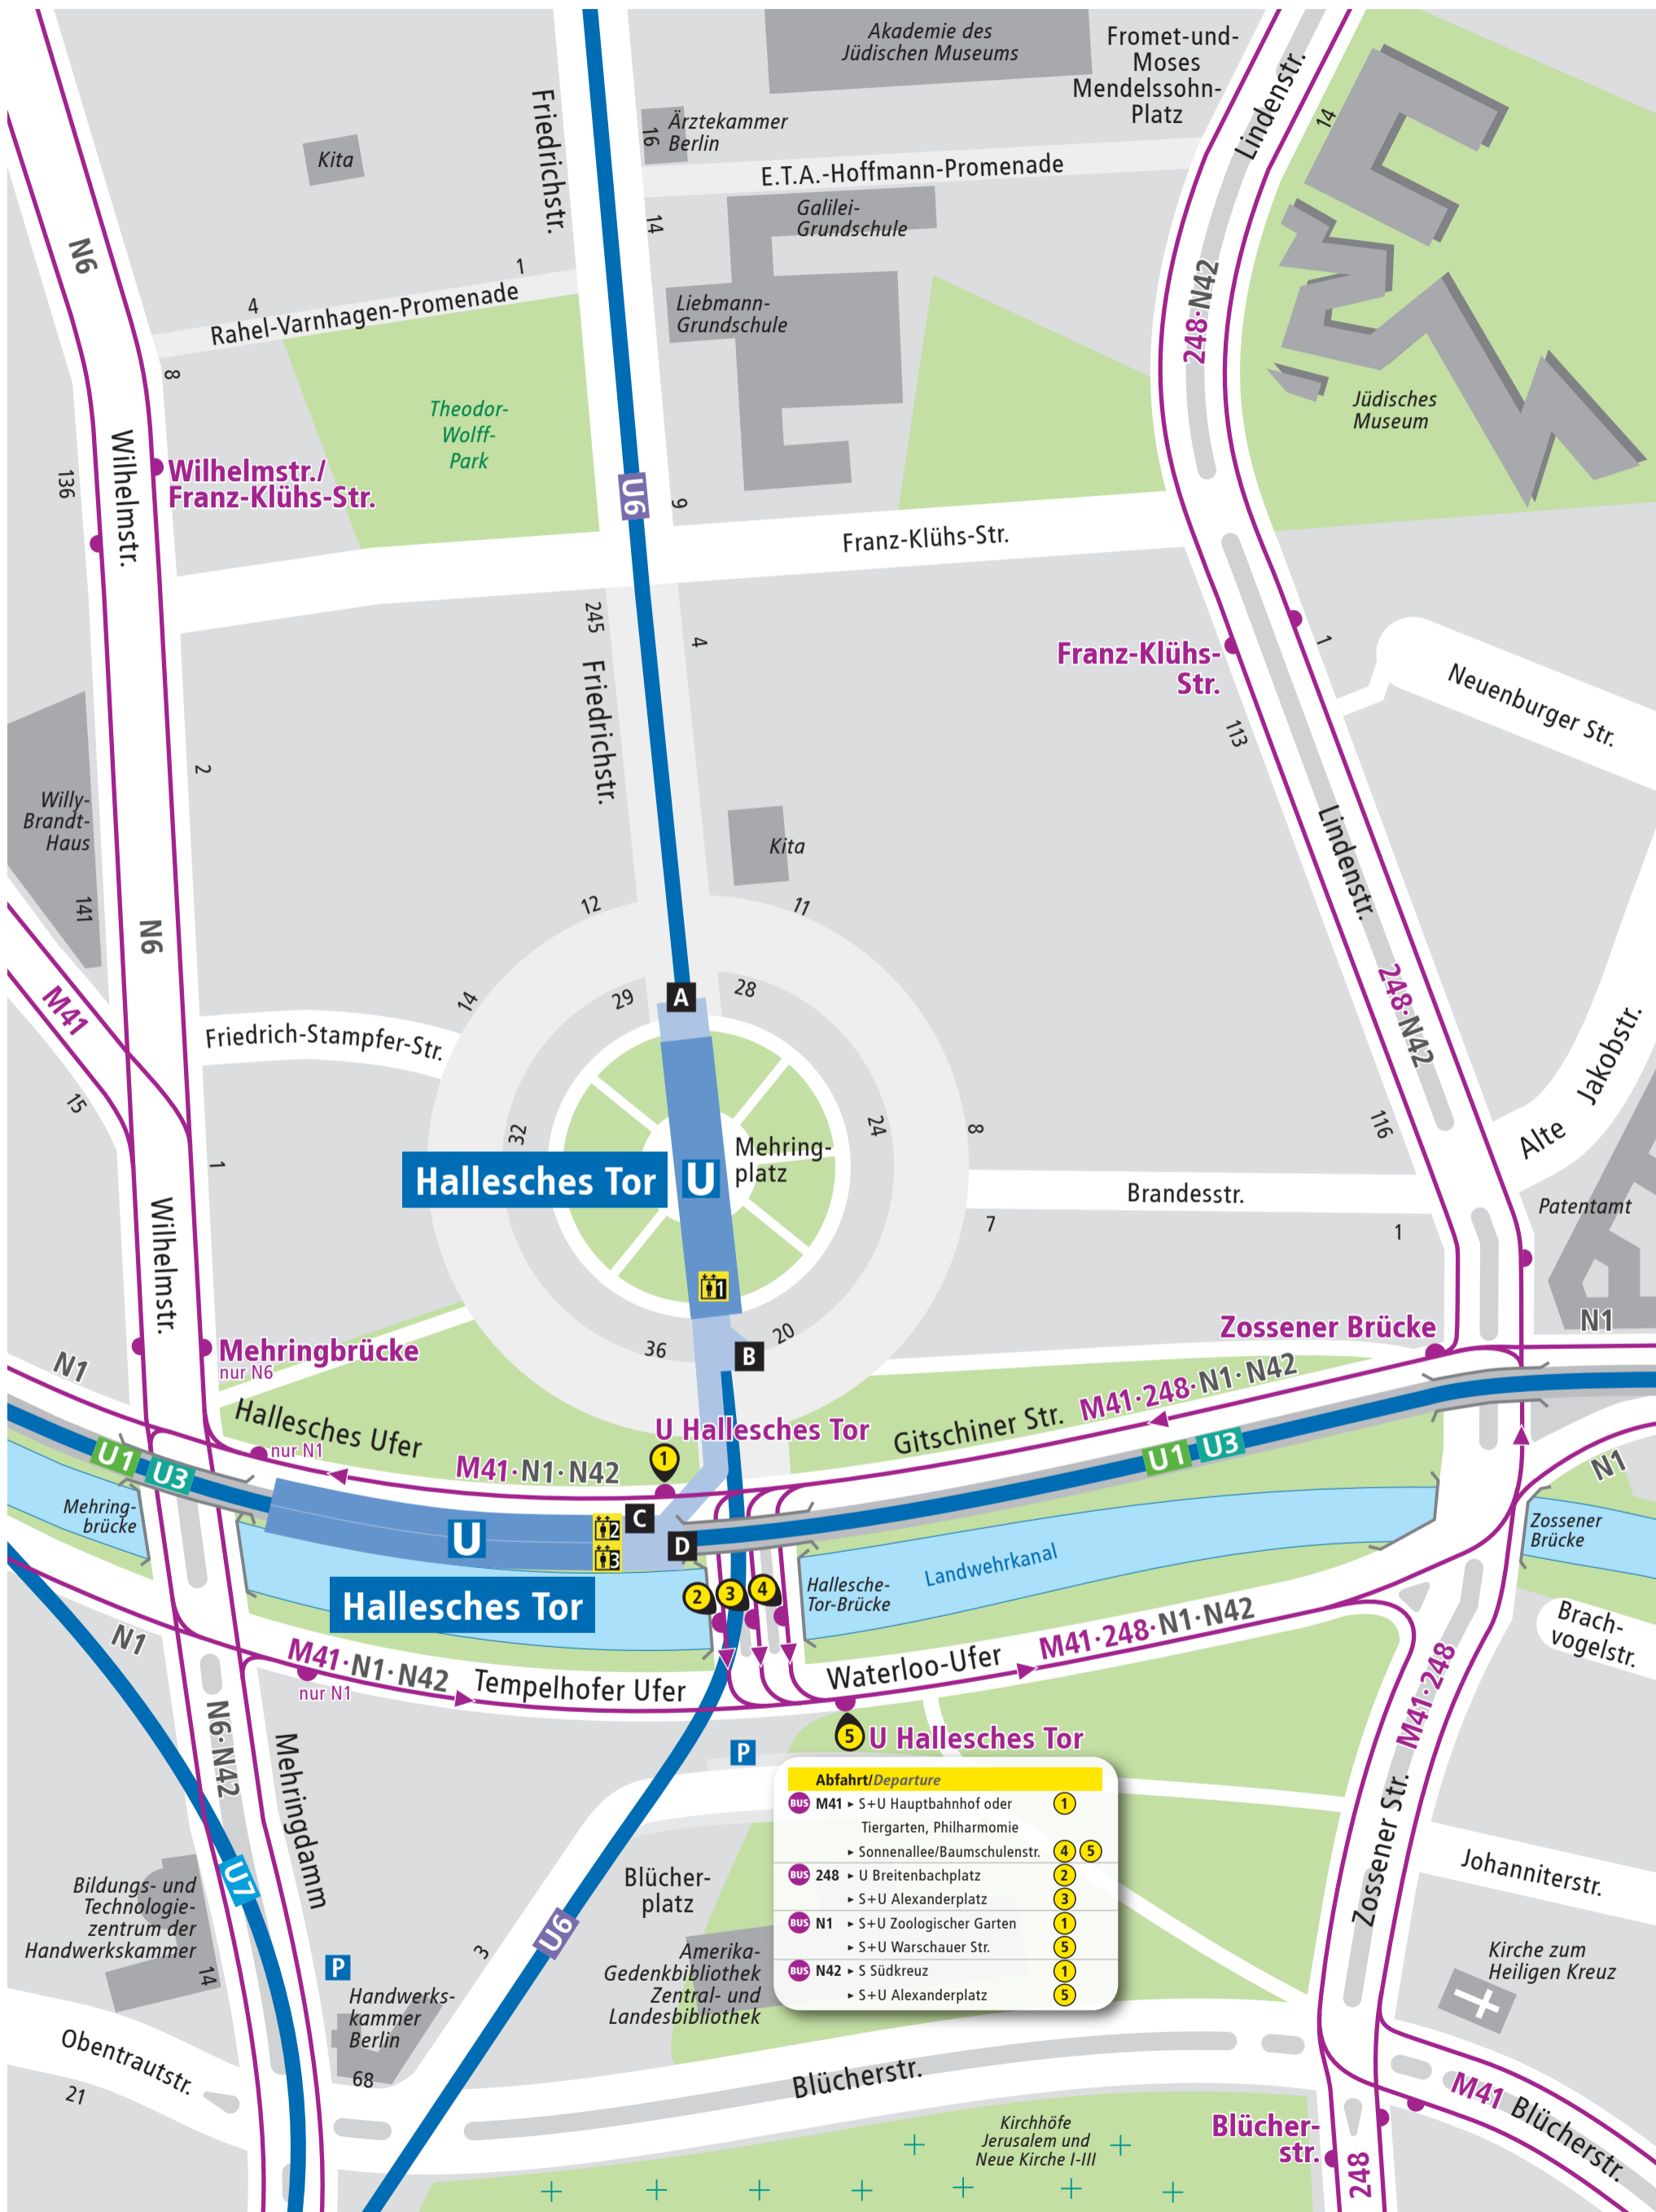 Akademie des
Jüdischen Museums
Fromet-und-
Moses
Mendelssohn-
Platz
Lindenstr.
14
Friedrichstr.
16
Ärztekammer
Berlin
Kita
E.T.A.-Hoffmann-Promenade
N6
14
Galilei-
Grundschule
1
4
Rahel-Varnhagen-Promenade
Liebmann-
Grundschule
248·N42
8
Theodor-
Wolff-
Park
Jüdisches
Museum
Wilhelmstr.
136
Wilhelmstr./
Franz-Klühs-Str.
U6
9
Franz-Klühs-Str.
245
4
Friedrichstr.
Franz-Klühs-
Str.
1
113
Neuenburger Str.
2
Willy-
Brandt-
Haus
141
Kita
Lindenstr.
N6
12
11
M41
14
29
A
28
248·N42
Friedrich-Stampfer-Str.
Jakobstr.
Alte
15
32
24
8
116
1
Mehring-
platz
Hallesches Tor
U
Brandesstr.
7
1
Patentamt
Wilhelmstr.
1
Mehringbrücke
nur N6
36
B
20
Zossener Brücke
N1
N1
Hallesches Ufer
nur N1
M41·N1·N42
U Hallesches Tor
1
Gitschiner Str.
M41·248·N1·N42
U1
U3
U1
U3
N1
Mehring-
brücke
U
2
3
C
D
Zossener
Brücke
Landwehrkanal
Hallesches Tor
2
3
4
Hallesche-
Tor-Brücke
N1
M41·N1·N42
nur N1
Tempelhofer Ufer
Waterloo-Ufer
M41·248·N1·N42
Brach-
vogelstr.
N6·N42
Mehringdamm
P
5
U Hallesches Tor
M41·248
Zossener Str.
Abfahrt/Departure
BUS M41 ▸ S+U Hauptbahnhof oder 1
Tiergarten, Philharmomie
▸ Sonnenallee/Baumschulenstr. 4 5
BUS 248 ▸ U Breitenbachplatz 2
▸ S+U Alexanderplatz 3
BUS N1 ▸ S+U Zoologischer Garten 1
▸ S+U Warschauer Str. 5
BUS N42 ▸ S Südkreuz 1
▸ S+U Alexanderplatz 5
U7
Bildungs- und
Technologie-
zentrum der
Handwerkskammer
14
Blücher-
platz
U6
3
Johanniterstr.
P
Handwerks-
kammer
Berlin
68
Amerika-
Gedenkbibliothek
Zentral- und
Landesbibliothek
Kirche zum
Heiligen Kreuz
Obentrautstr.
21
Blücherstr.
Kirchhöfe
Jerusalem und
Neue Kirche I-III
Blücher-
str.
248
M41
Blücherstr.